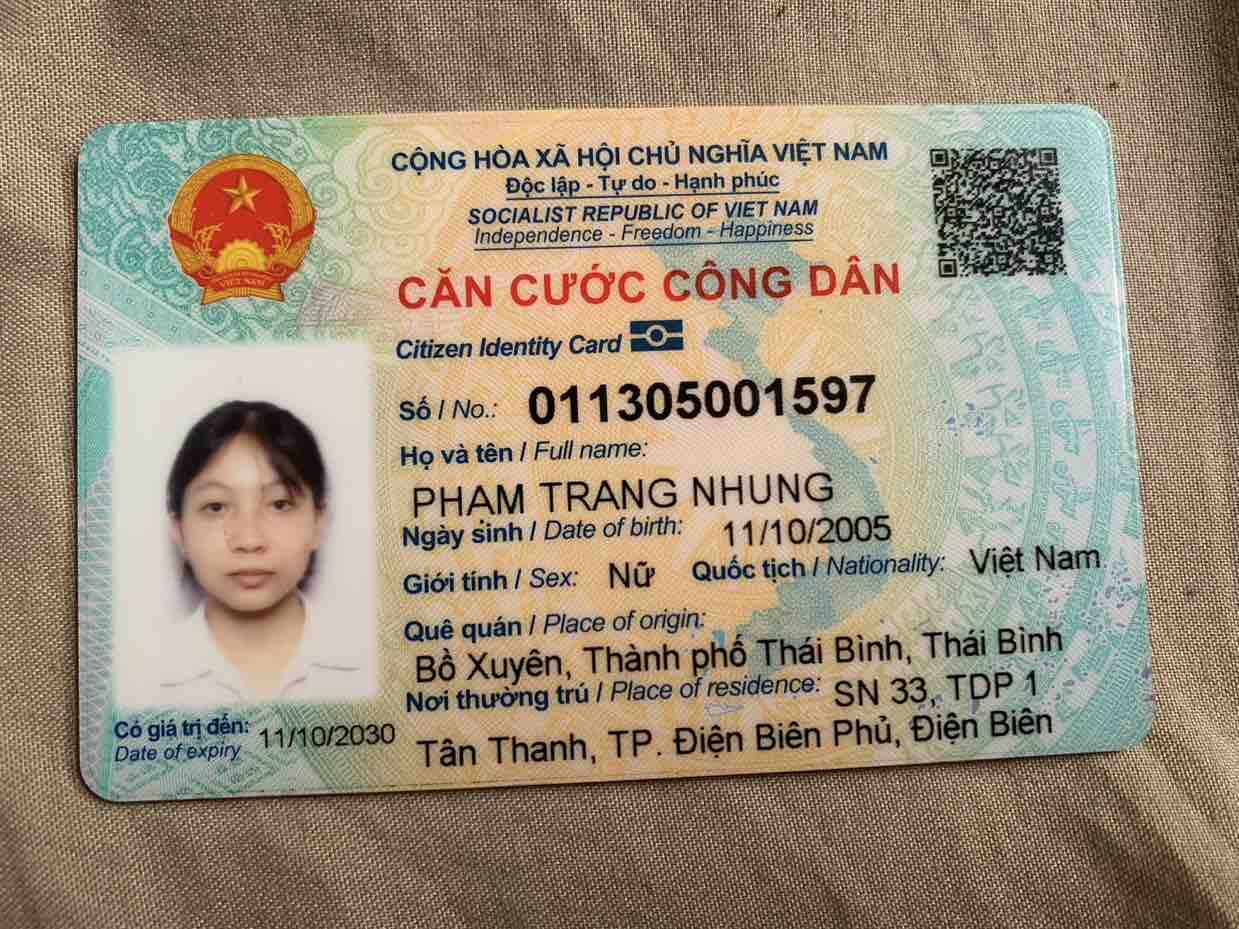 CỘNG HÒA XÃ HỘI CHỦ NGHĨA VIỆT NAM
Độc lập - Tự do - Hạnh phúc
SOCIALIST REPUBLIC OF VIET NAM
Independence - Freedom - Happiness
CĂN CƯỚC CÔNG DÂN
Citizen Identity Card
Số / No.: 011305001597
Họ và tên / Full name:
PHẠM TRANG NHUNG
Ngày sinh / Date of birth: 11/10/2005
Giới tính / Sex: Nữ Quốc tịch / Nationality: Việt Nam
Quê quán / Place of origin:
Bồ Xuyên, Thành phố Thái Bình, Thái Bình
Nơi thường trú / Place of residence: SN 33, TDP 1
Tân Thanh, TP. Điện Biên Phủ, Điện Biên
Có giá trị đến: 11/10/2030
Date of expiry
VIỆT NAM